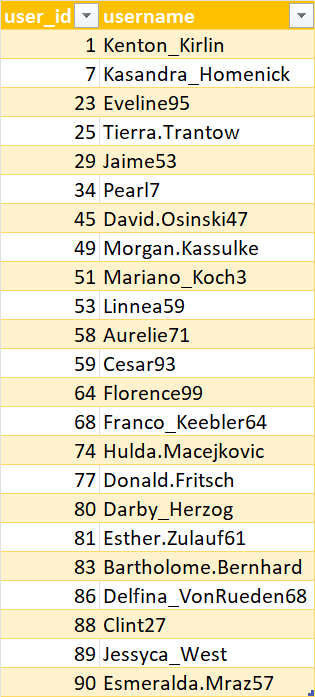 user_id username
1 Kenton_Kirlin
7 Kasandra_Homenick
23 Eveline95
25 Tierra.Trantow
29 Jaime53
34 Pearl7
45 David.Osinski47
49 Morgan.Kassulke
51 Mariano_Koch3
53 Linnea59
58 Aurelie71
59 Cesar93
64 Florence99
68 Franco_Keebler64
74 Hulda.Macejkovic
77 Donald.Fritsch
80 Darby_Herzog
81 Esther.Zulauf61
83 Bartholome.Bernhard
86 Delfina_VonRueden68
88 Clint27
89 Jessyca_West
90 Esmeralda.Mraz57